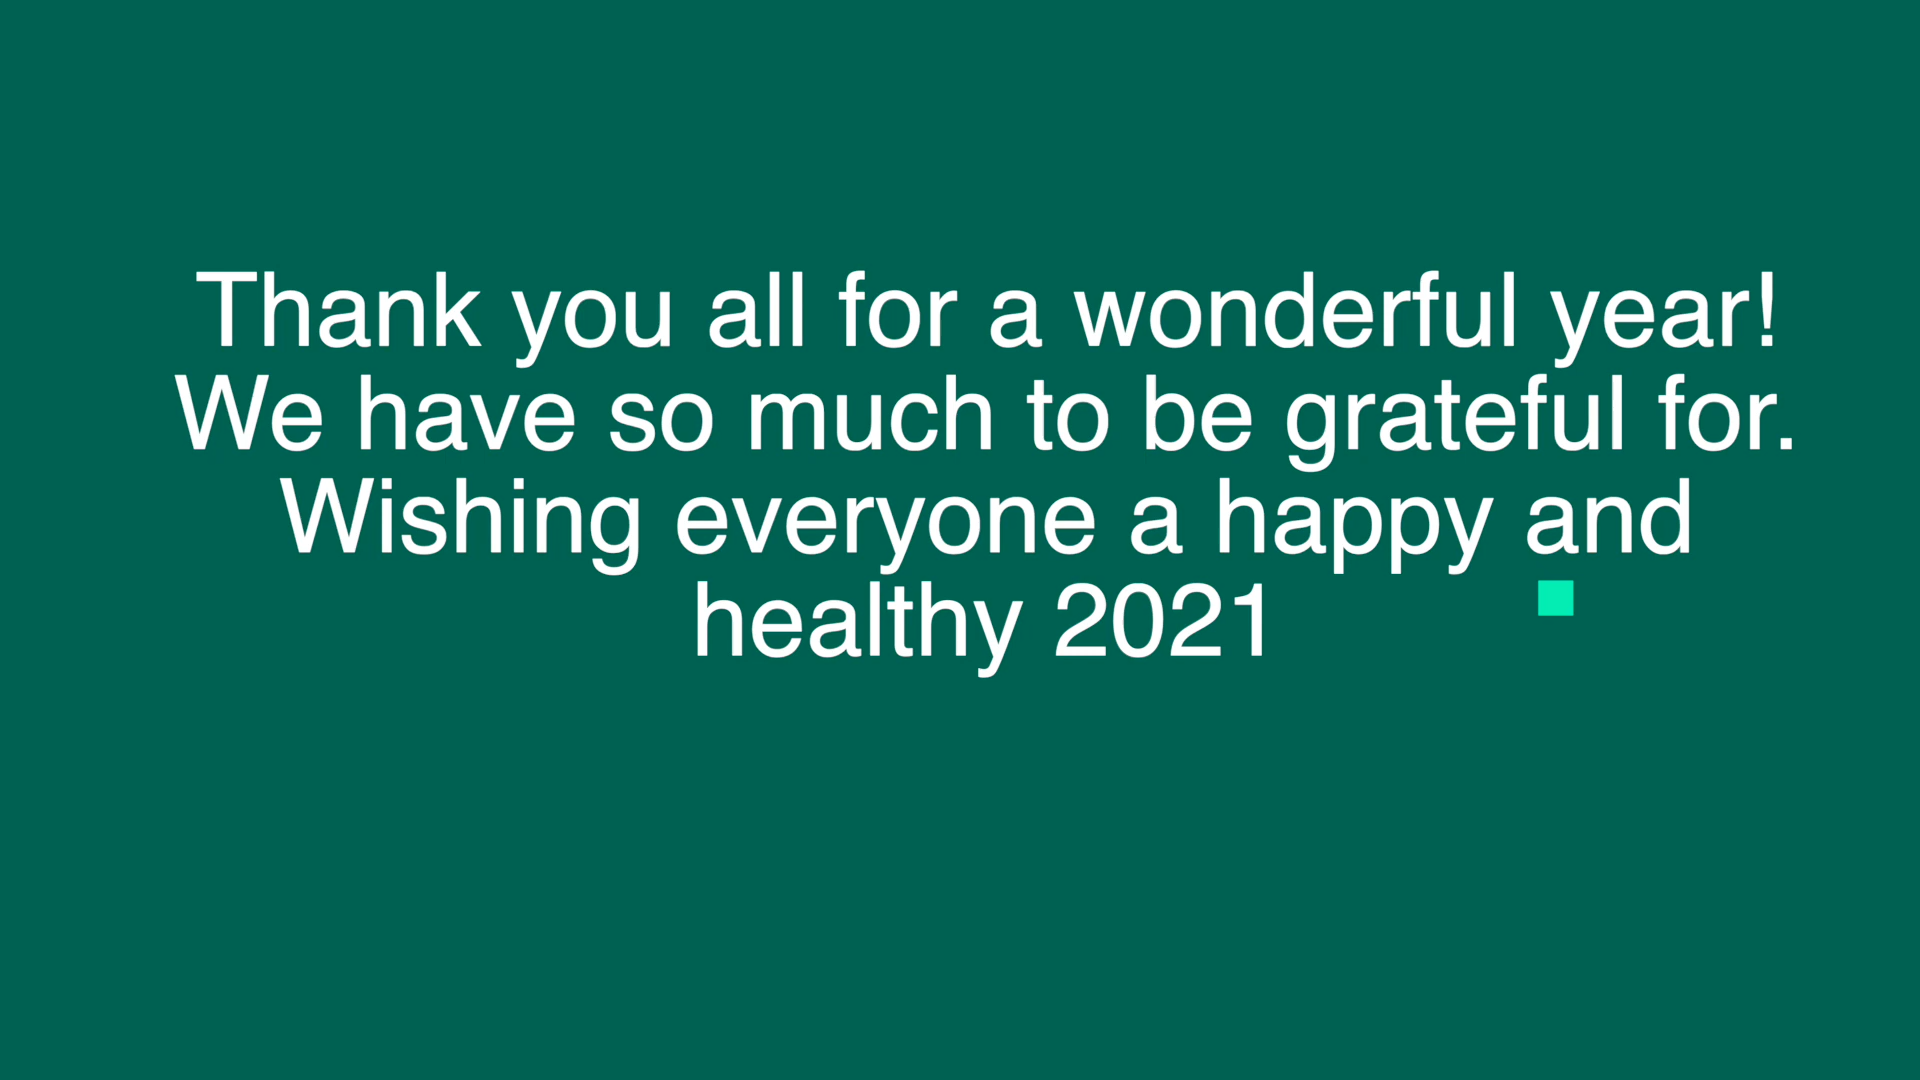 Thank you all for a wonderful year!
We have so much to be grateful for.
Wishing everyone a happy and
healthy 2021